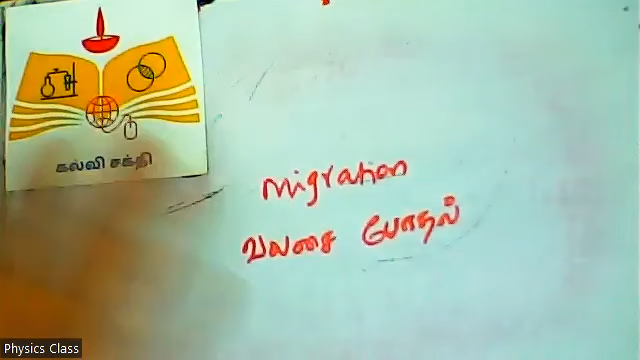 கல்வி சக்தி
migration
வலசை போதல்
Physics Class